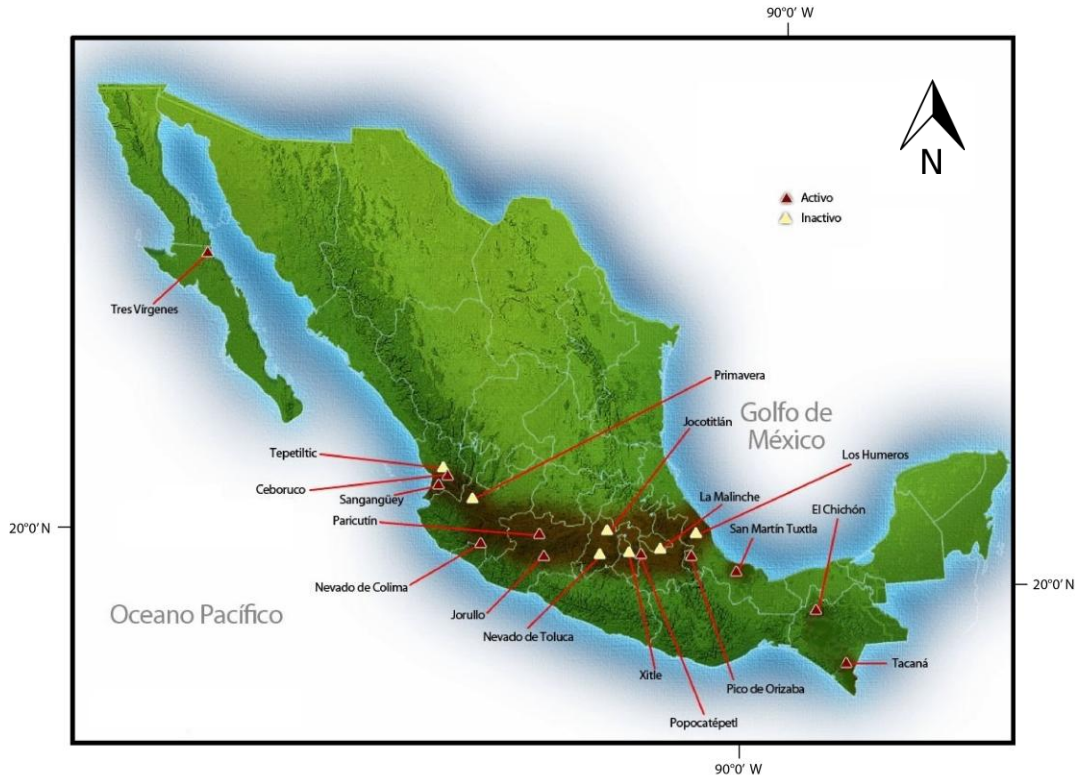 90°0′ W
N
Activo
Inactivo
Tres Vírgenes
Primavera
Golfo de
México
Jocotitlán
Los Humeros
Tepetiltic
Ceboruco
Sangangüey
La Malinche
El Chichón
Paricutín
San Martín Tuxtla
20°0′ N
Nevado de Colima
20°0′ N
Oceano Pacífico
Jorullo
Nevado de Toluca
Xitle
Tacaná
Pico de Orizaba
Popocatépetl
90°0′ W